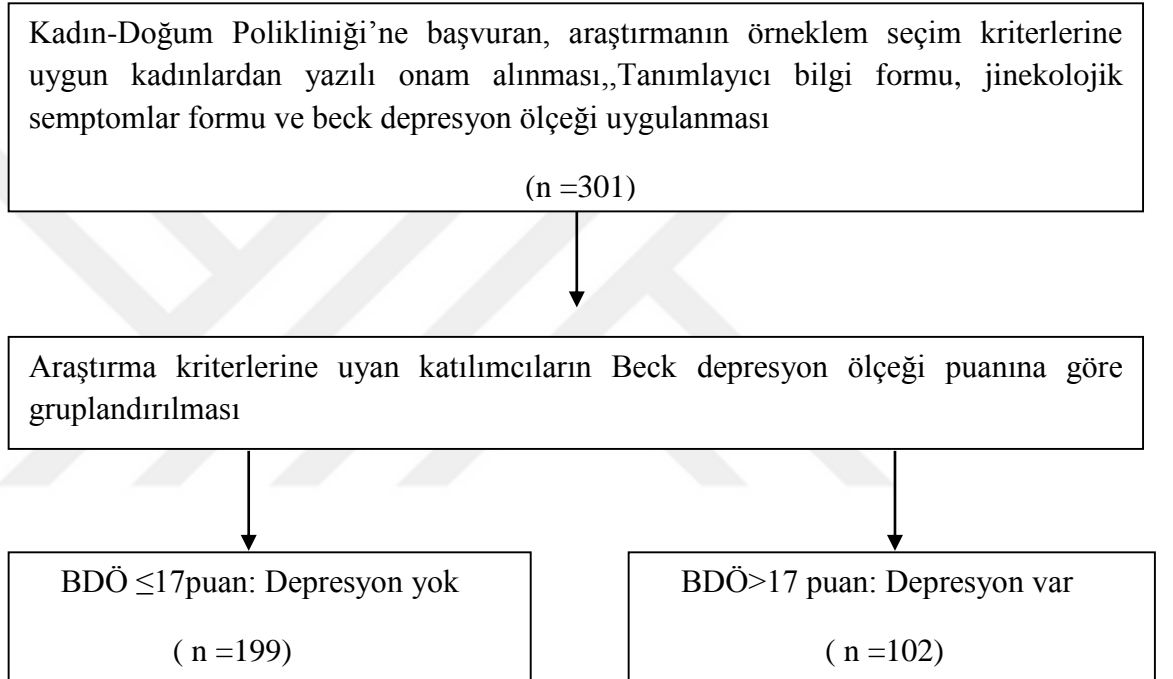 Kadın-Doğum Polikliniği’ne başvuran, araştırmanın örneklem seçim kriterlerine
uygun kadınlardan yazılı onam alınması,,Tanımlayıcı bilgi formu, jinekolojik
semptomlar formu ve beck depresyon ölçeği uygulanması
(n =301)
Araştırma kriterlerine uyan katılımcıların Beck depresyon ölçeği puanına göre
gruplandırılması
BDÖ ≤17puan: Depresyon yok
( n =199)
BDÖ>17 puan: Depresyon var
( n =102)